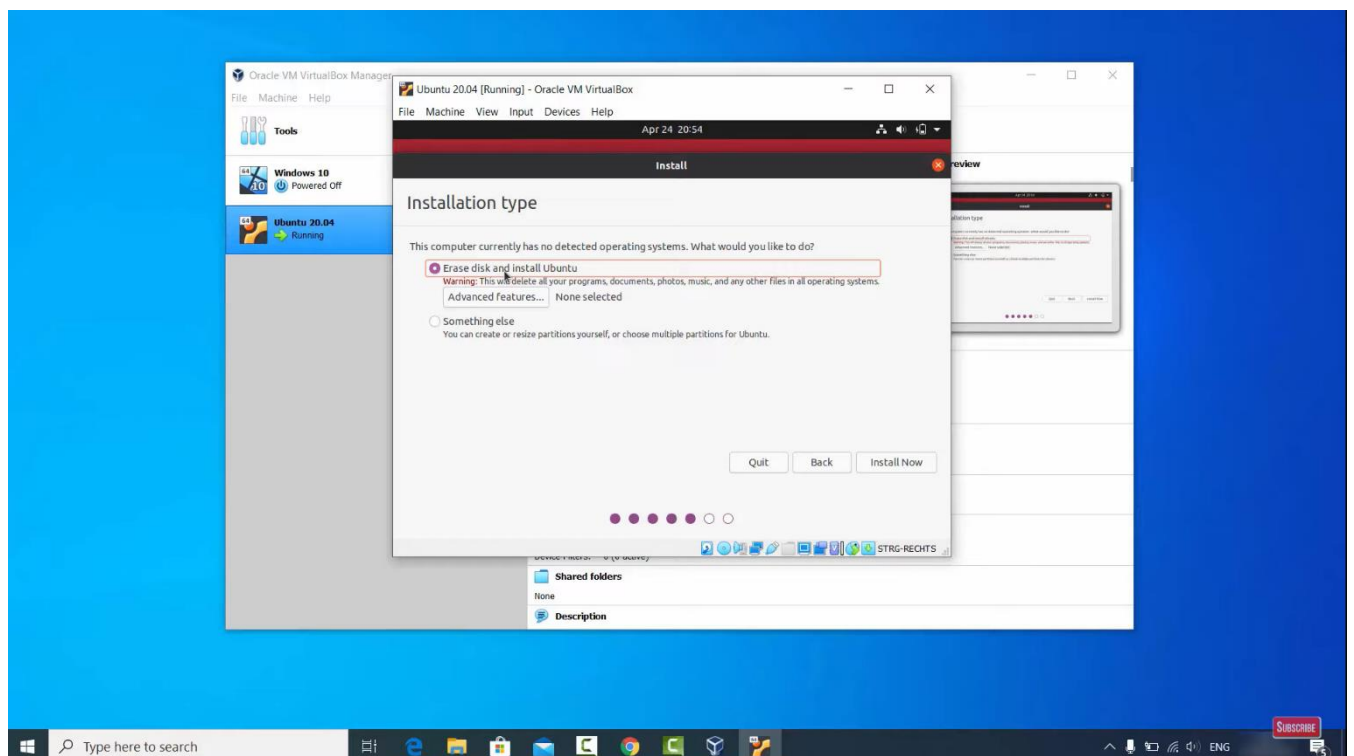 Oracle VM VirtualBox Manager
File Machine Help
Tools
Windows 10
Powered Off
Ubuntu 20.04
Running
Ubuntu 20.04 [Running] - Oracle VM VirtualBox
File Machine View Input Devices Help
Apr 24 20:54
Install
Installation type
This computer currently has no detected operating systems. What would you like to do?
Erase disk and install Ubuntu
Warning: This will delete all your programs, documents, photos, music, and any other files in all operating systems.
Advanced features... None selected
Something else
You can create or resize partitions yourself, or choose multiple partitions for Ubuntu.
Quit Back Install Now
STRG-RECHTS
review
Shared folders
None
Description
SUBSCRIBE
Type here to search
ENG